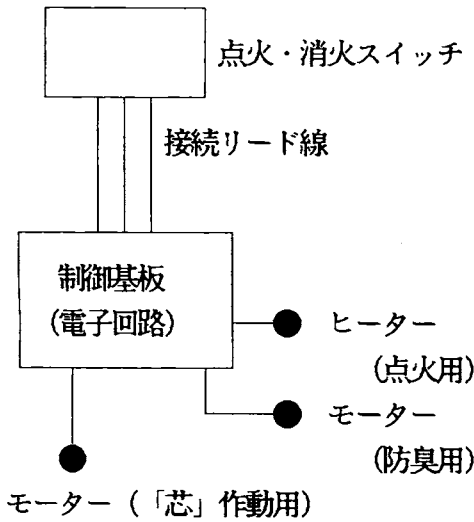 点火・消火スイッチ
接続リード線
制御基板
(電子回路)
ヒーター
(点火用)
モーター
(防臭用)
モーター(「芯」作動用)